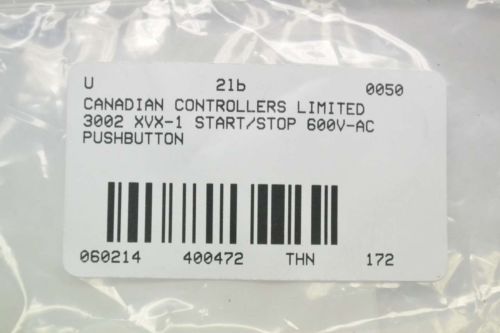 U 21b 0050
CANADIAN CONTROLLERS LIMITED
3002 XVX-1 START/STOP 600V-AC
PUSHBUTTON
060214 400472 THN 172